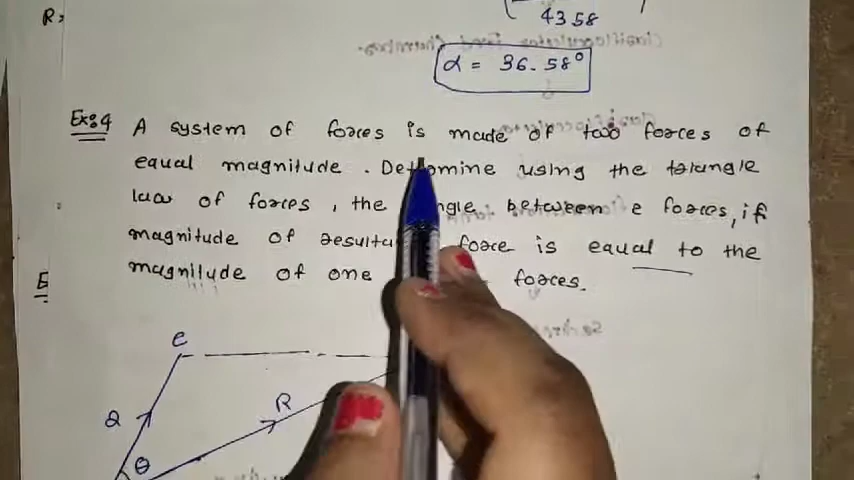 R =
4358
α = 36.58°
Ex:4 A system of forces is made of two forces of
equal magnitude. Determine using the triangle
law of forces, the angle between e forces, if
magnitude of force is equal to the
magnitude of one forces.
E
C
Q
R
θ